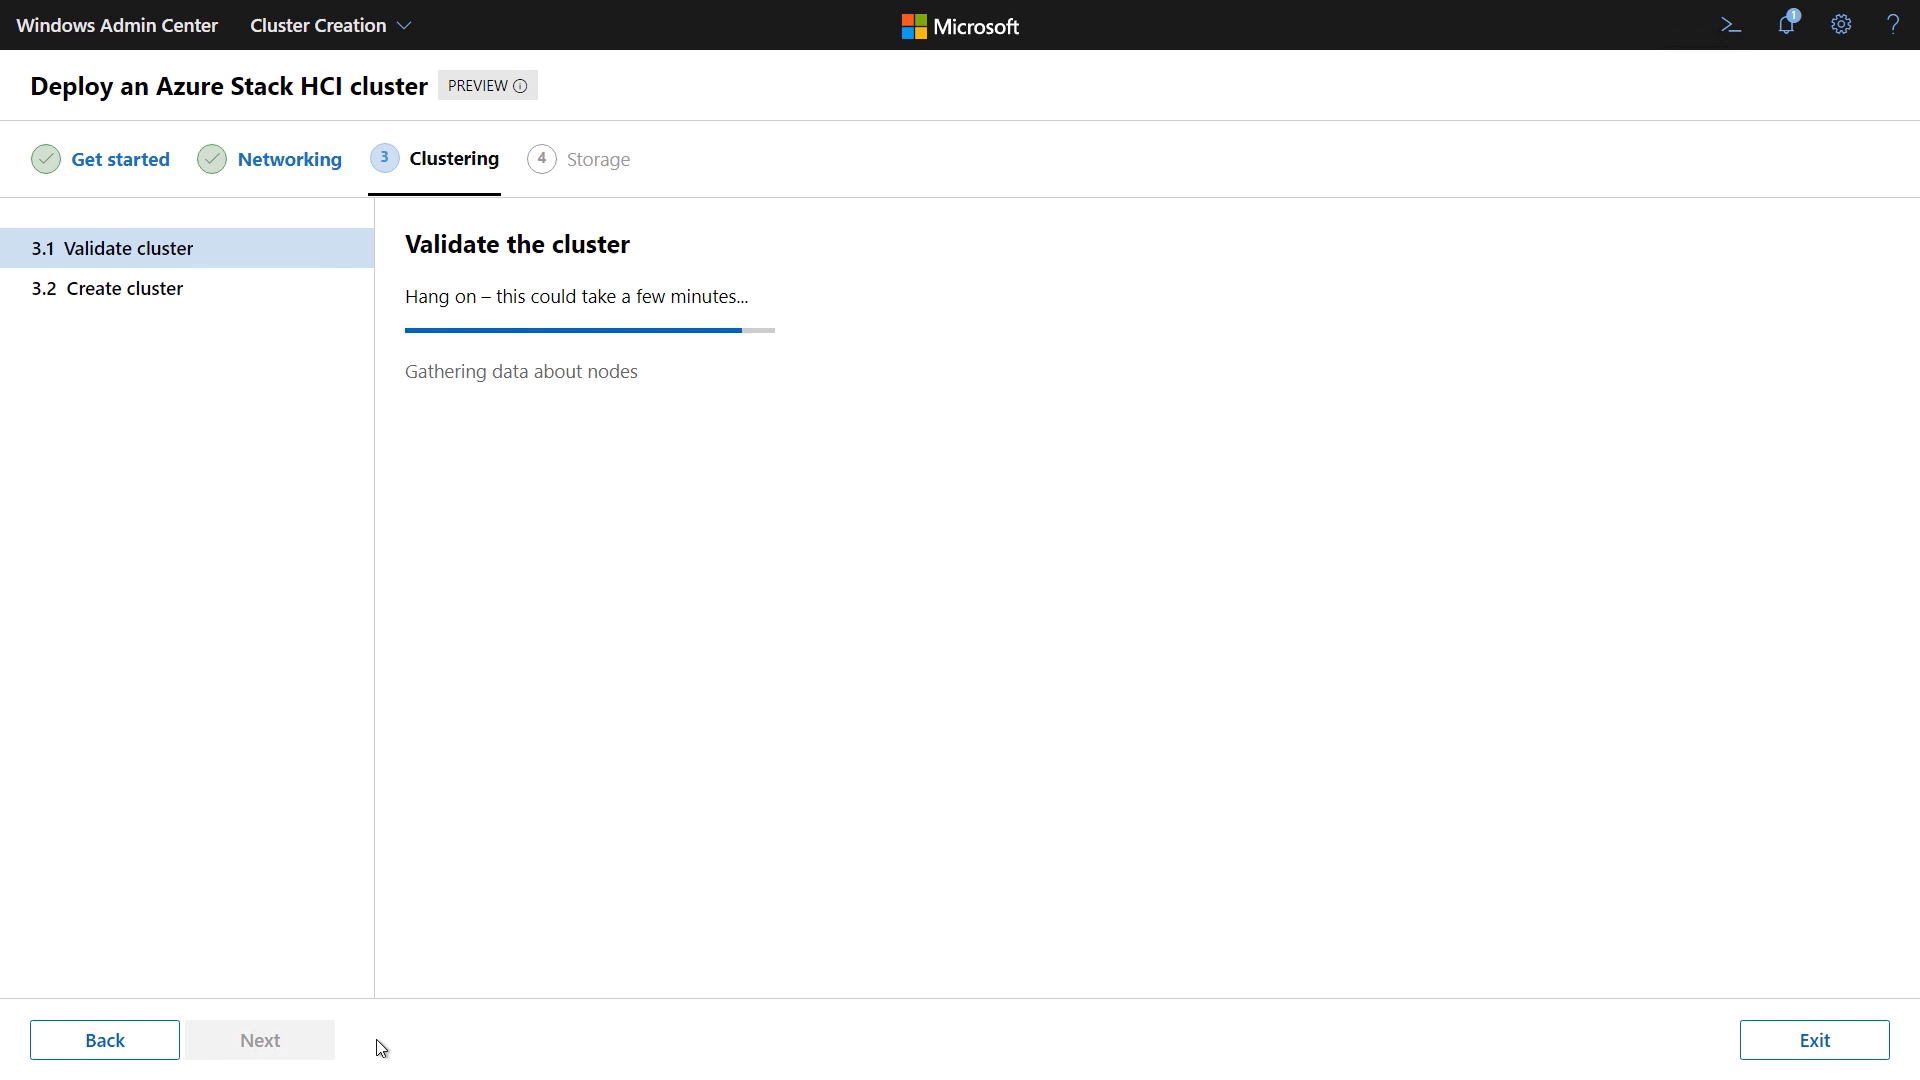 Windows Admin Center Cluster Creation Microsoft 1 ?
Deploy an Azure Stack HCI cluster PREVIEW
Get started Networking 3 Clustering 4 Storage
3.1 Validate cluster
3.2 Create cluster
Validate the cluster
Hang on – this could take a few minutes...
Gathering data about nodes
Back Next Exit